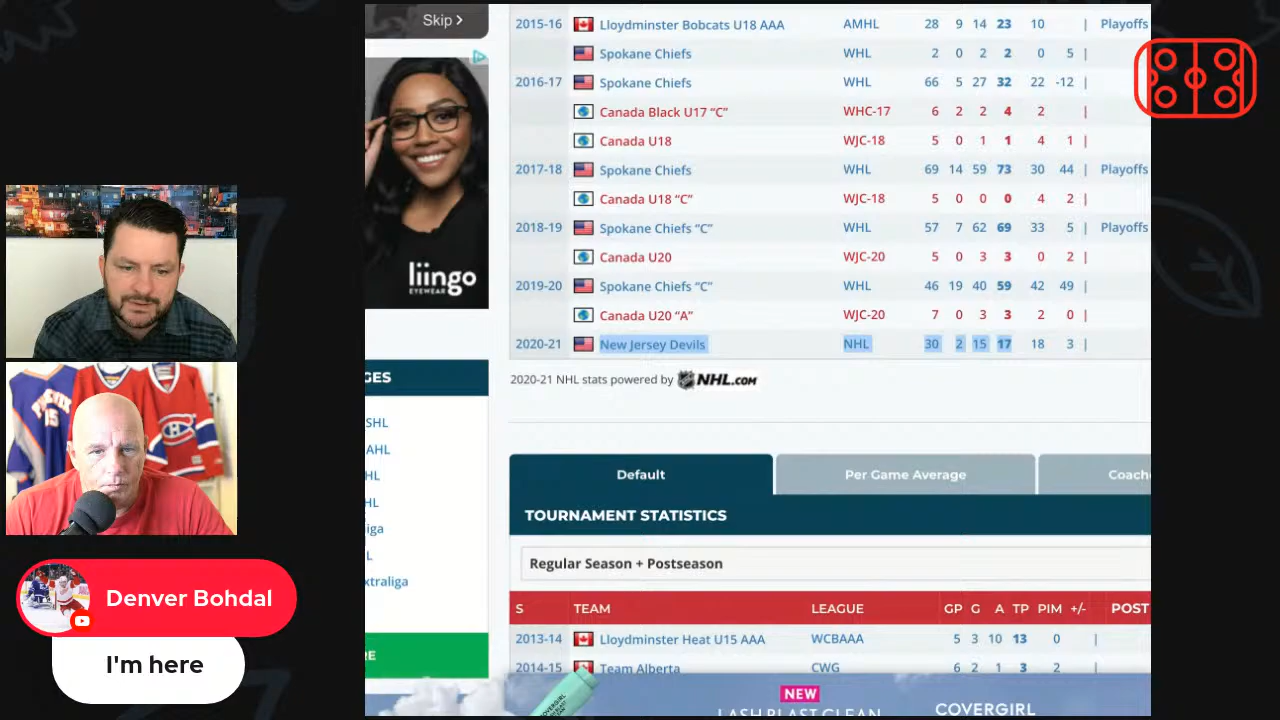 Skip
2015-16 Lloydminster Bobcats U18 AAA AMHL 28 9 14 23 10 | Playoffs
Spokane Chiefs WHL 2 0 2 2 0 5 |
2016-17 Spokane Chiefs WHL 66 5 27 32 22 -12 |
Canada Black U17 “C” WHC-17 6 2 2 4 2 |
Canada U18 WJC-18 5 0 1 1 4 1 |
2017-18 Spokane Chiefs WHL 69 14 59 73 30 44 | Playoffs
Canada U18 “C” WJC-18 5 0 0 0 4 2 |
2018-19 Spokane Chiefs “C” WHL 57 7 62 69 33 5 | Playoffs
Canada U20 WJC-20 5 0 3 3 0 2 |
2019-20 Spokane Chiefs “C” WHL 46 19 40 59 42 49 |
Canada U20 “A” WJC-20 7 0 3 3 2 0 |
2020-21 New Jersey Devils NHL 30 2 15 17 18 3 |
2020-21 NHL stats powered by NHL.COM
liingo
EYEWEAR
GES
SHL
AHL
HL
HL
iga
L
xtraliga
RE
Default Per Game Average Coach
TOURNAMENT STATISTICS
Regular Season + Postseason
S TEAM LEAGUE GP G A TP PIM +/- POST
2013-14 Lloydminster Heat U15 AAA WCBAAA 5 3 10 13 0 |
2014-15 Team Alberta CWG 6 2 1 3 2 |
NEW
LASH BLAST CLEAN
COVERGIRL
COVERGIRL
PHOENIX
15
Denver Bohdal
I'm here